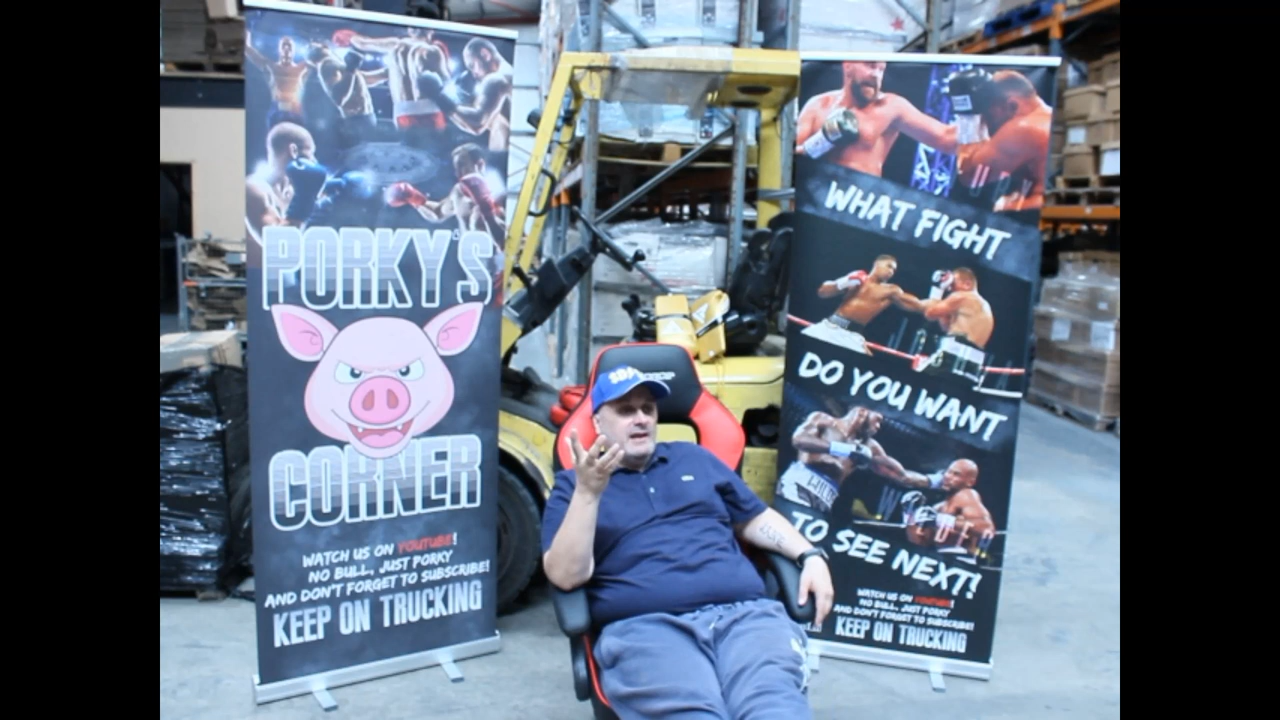 PORKY'S
CORNER
WATCH US ON YOUTUBE!
NO BULL, JUST PORKY
AND DON'T FORGET TO SUBSCRIBE!
KEEP ON TRUCKING
WHAT FIGHT
DO YOU WANT
TO SEE NEXT!
WATCH US ON YOUTUBE!
NO BULL, JUST PORKY
AND DON'T FORGET TO SUBSCRIBE!
KEEP ON TRUCKING